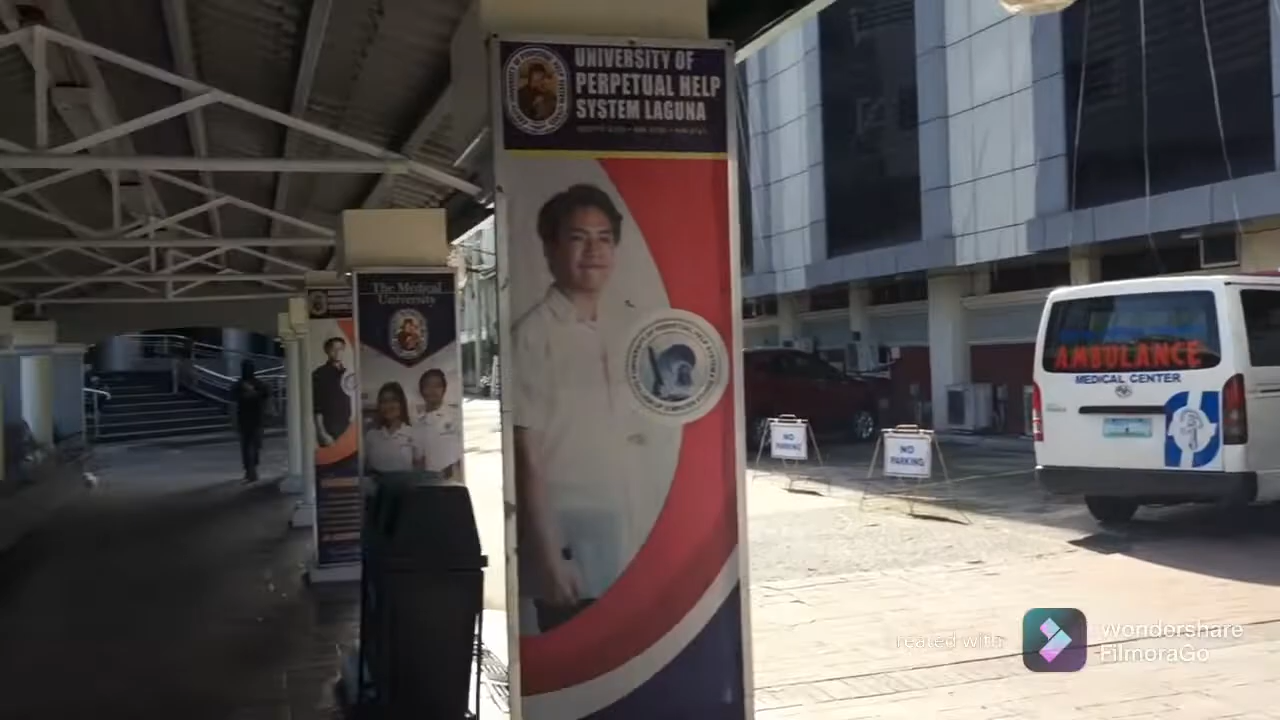 UNIVERSITY OF
PERPETUAL HELP
SYSTEM LAGUNA
The Medical
University
AMBULANCE
MEDICAL CENTER
NO
PARKING
NO
PARKING
reated with
wondershare
FilmoraGo